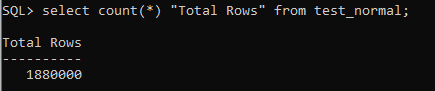 SQL> select count(*) "Total Rows" from test_normal;
Total Rows
----------
1880000